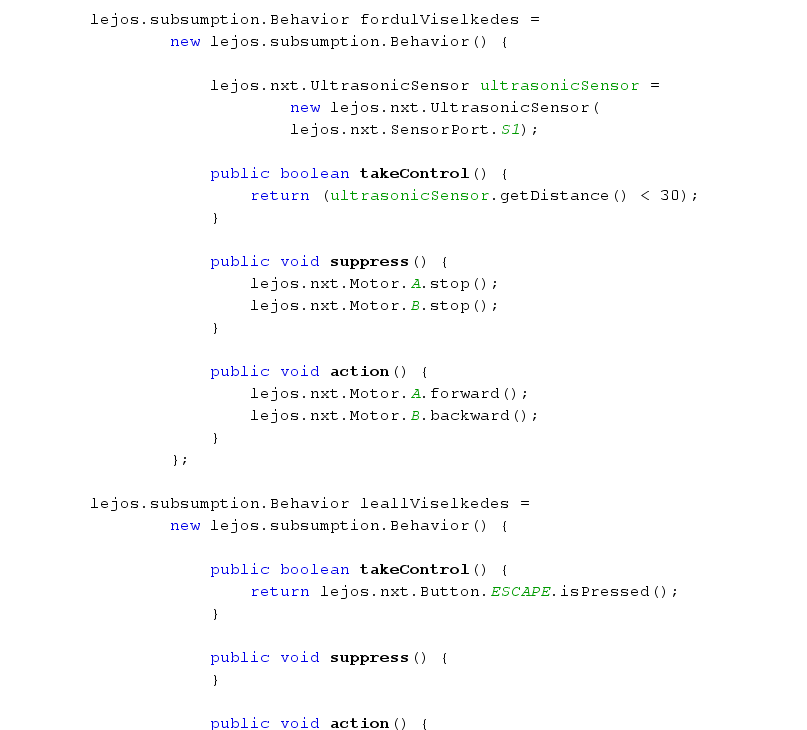 lejos.subsumption.Behavior fordulViselkedes =
new lejos.subsumption.Behavior() {
lejos.nxt.UltrasonicSensor ultrasonicSensor =
new lejos.nxt.UltrasonicSensor(
lejos.nxt.SensorPort.S1);
public boolean takeControl() {
return (ultrasonicSensor.getDistance() < 30);
}
public void suppress() {
lejos.nxt.Motor.A.stop();
lejos.nxt.Motor.B.stop();
}
public void action() {
lejos.nxt.Motor.A.forward();
lejos.nxt.Motor.B.backward();
}
};
lejos.subsumption.Behavior leallViselkedes =
new lejos.subsumption.Behavior() {
public boolean takeControl() {
return lejos.nxt.Button.ESCAPE.isPressed();
}
public void suppress() {
}
public void action() {